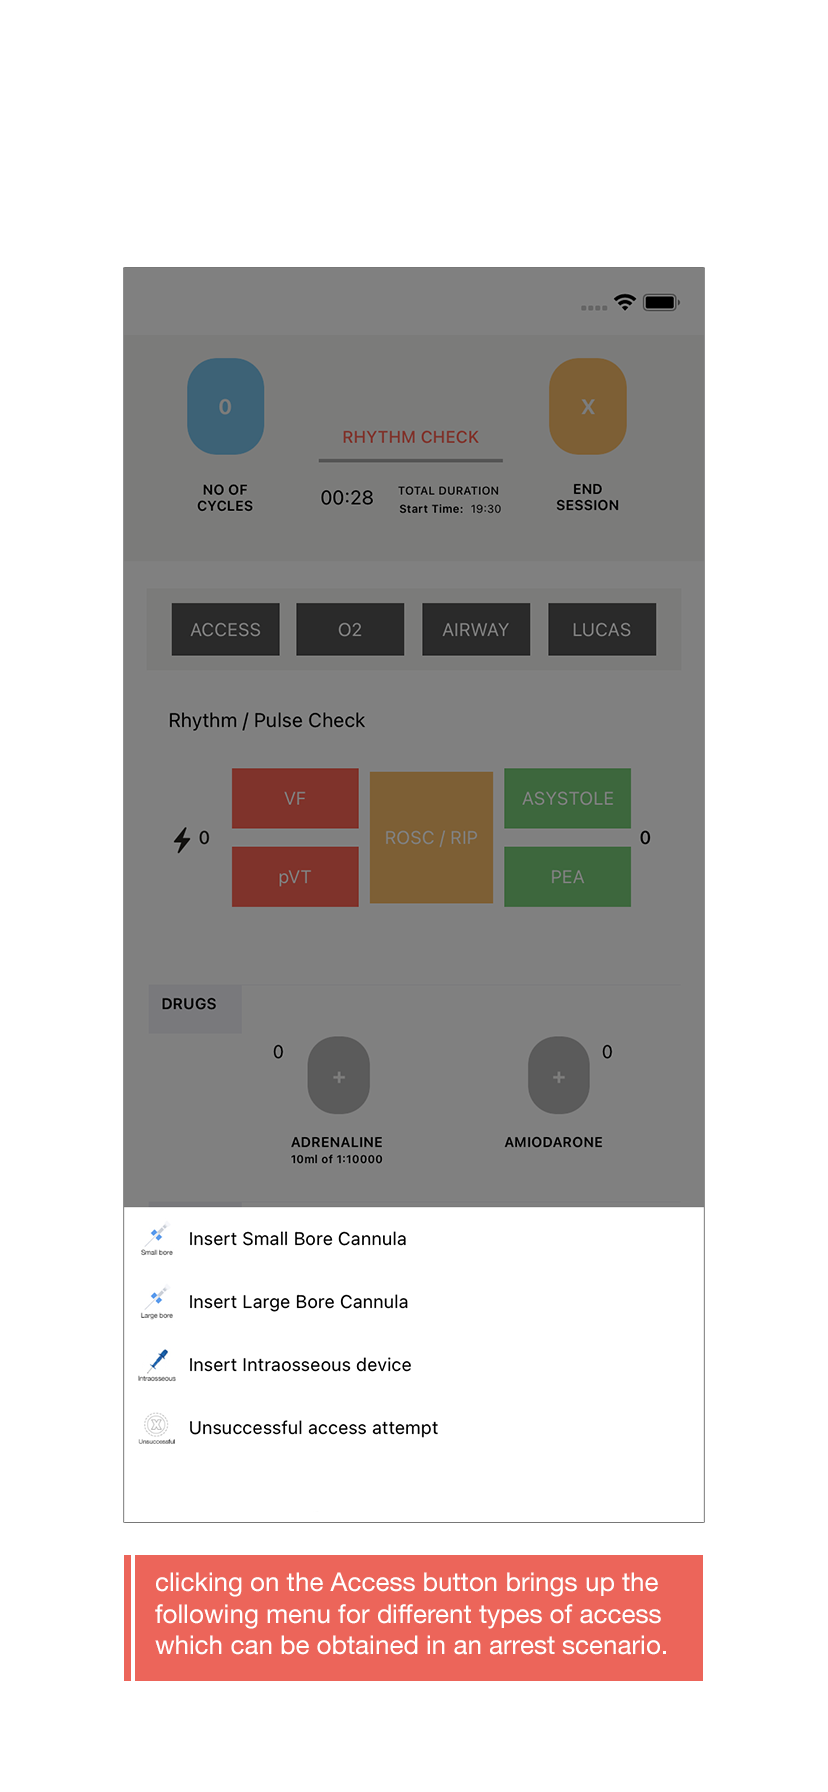 0
X
RHYTHM CHECK
NO OF
CYCLES
00:28
TOTAL DURATION
Start Time: 19:30
END
SESSION
ACCESS
O2
AIRWAY
LUCAS
Rhythm / Pulse Check
0
VF
pVT
ROSC / RIP
ASYSTOLE
PEA
0
DRUGS
0
+
ADRENALINE
10ml of 1:10000
+
0
AMIODARONE
Small bore
Insert Small Bore Cannula
Large bore
Insert Large Bore Cannula
Intraosseous
Insert Intraosseous device
X
Unsuccessful
Unsuccessful access attempt
clicking on the Access button brings up the
following menu for different types of access
which can be obtained in an arrest scenario.